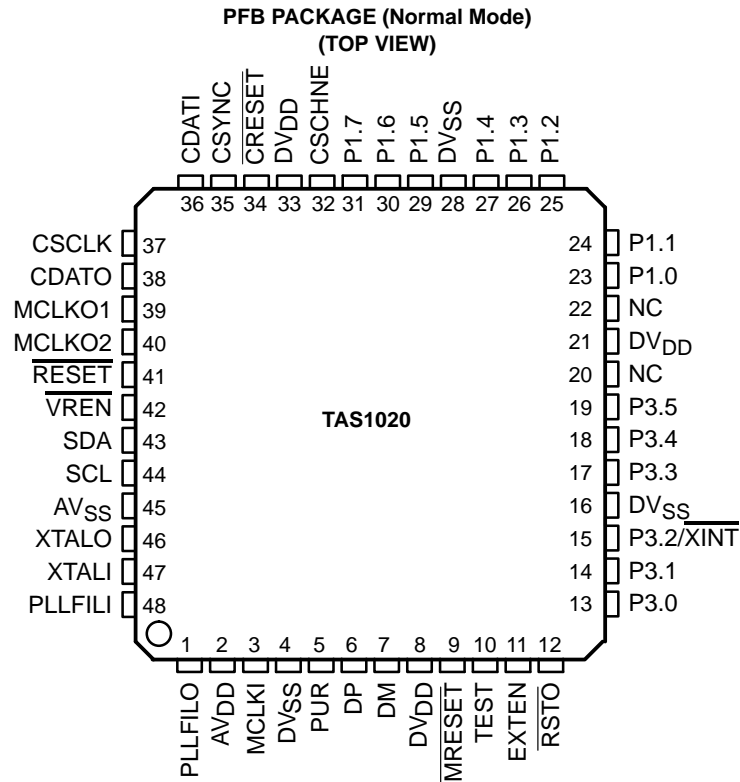 PFB PACKAGE (Normal Mode)
(TOP VIEW)
CDATI
CSYNC
CRESET
DVDD
CSCHNE
P1.7
P1.6
P1.5
DVSS
P1.4
P1.3
P1.2
36 35 34 33 32 31 30 29 28 27 26 25
CSCLK 37
CDATO 38
MCLKO1 39
MCLKO2 40
RESET 41
VREN 42
SDA 43
SCL 44
AVSS 45
XTALO 46
XTALI 47
PLLFILI 48
TAS1020
24 P1.1
23 P1.0
22 NC
21 DVDD
20 NC
19 P3.5
18 P3.4
17 P3.3
16 DVSS
15 P3.2/XINT
14 P3.1
13 P3.0
1 2 3 4 5 6 7 8 9 10 11 12
PLLFILO
AVDD
MCLKI
DVSS
PUR
DP
DM
DVDD
MRESET
TEST
EXTEN
RSTO